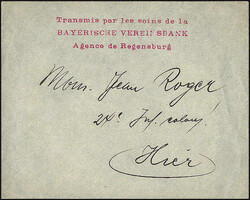 Transmis par les soins de la
BAYERISCHE VEREINSBANK
Agence de Regensburg
Mons. Jean Roger
24e Inf. colon!
Hier